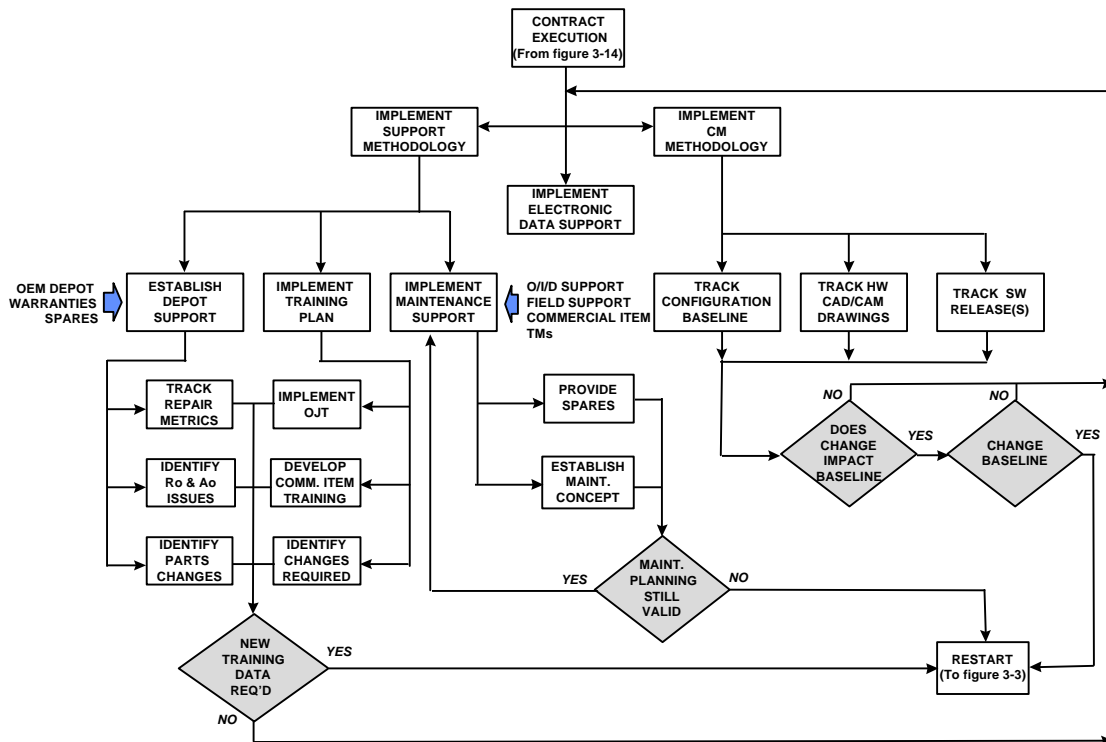 CONTRACT
EXECUTION
(From figure 3-14)
IMPLEMENT
SUPPORT
METHODOLOGY
IMPLEMENT
CM
METHODOLOGY
IMPLEMENT
ELECTRONIC
DATA SUPPORT
OEM DEPOT
WARRANTIES
SPARES
ESTABLISH
DEPOT
SUPPORT
IMPLEMENT
TRAINING
PLAN
IMPLEMENT
MAINTENANCE
SUPPORT
O/I/D SUPPORT
FIELD SUPPORT
COMMERCIAL ITEM
TMs
TRACK
CONFIGURATION
BASELINE
TRACK HW
CAD/CAM
DRAWINGS
TRACK SW
RELEASE(S)
TRACK
REPAIR
METRICS
IMPLEMENT
OJT
PROVIDE
SPARES
NO
NO
DOES
CHANGE
IMPACT
BASELINE
YES
CHANGE
BASELINE
YES
IDENTIFY
Ro & Ao
ISSUES
DEVELOP
COMM. ITEM
TRAINING
ESTABLISH
MAINT.
CONCEPT
IDENTIFY
PARTS
CHANGES
IDENTIFY
CHANGES
REQUIRED
YES
MAINT.
PLANNING
STILL
VALID
NO
NEW
TRAINING
DATA
REQ'D
YES
RESTART
(To figure 3-3)
NO